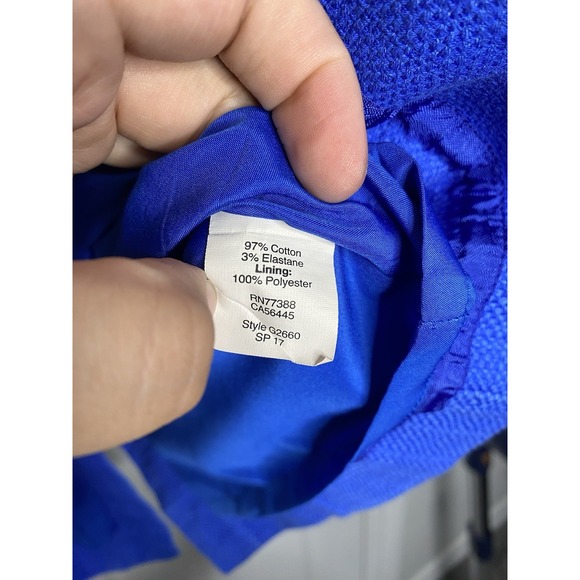 97% Cotton
3% Elastane
Lining:
100% Polyester
RN77388
CA56445
Style G2660
SP 17